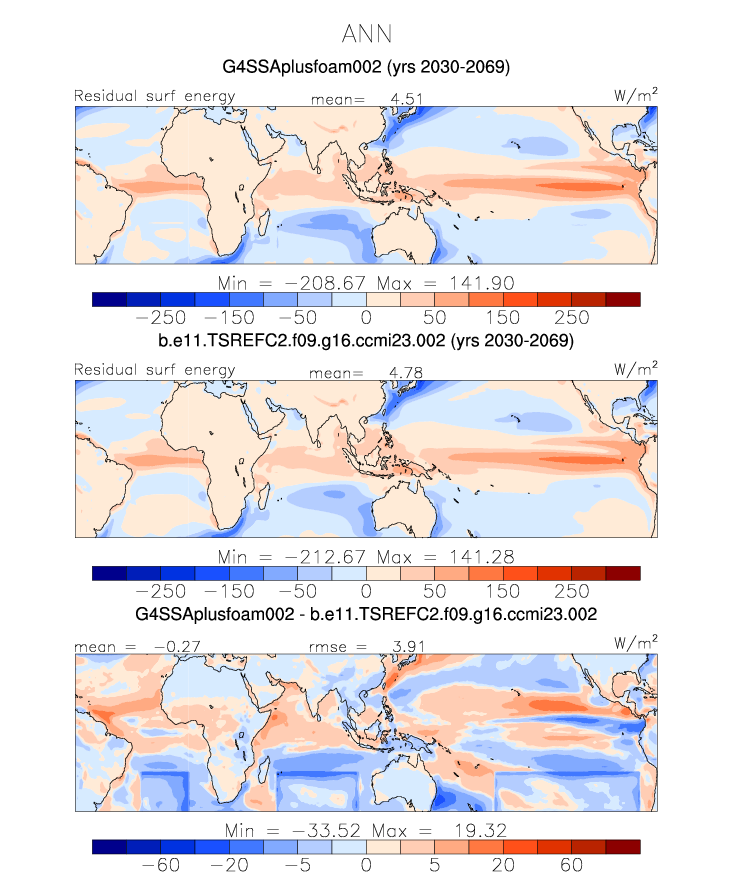 ANN
G4SSAplusfoam002 (yrs 2030-2069)
Residual surf energy mean= 4.51 W/m²
Min = −208.67 Max = 141.90
−250 −150 −50 0 50 150 250
b.e11.TSREFC2.f09.g16.ccmi23.002 (yrs 2030-2069)
Residual surf energy mean= 4.78 W/m²
Min = −212.67 Max = 141.28
−250 −150 −50 0 50 150 250
G4SSAplusfoam002 - b.e11.TSREFC2.f09.g16.ccmi23.002
mean = −0.27 rmse = 3.91 W/m²
Min = −33.52 Max = 19.32
−60 −20 −5 0 5 20 60